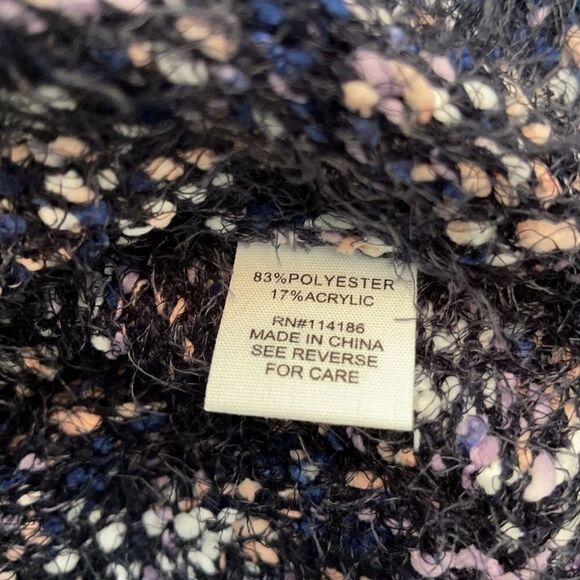 83%POLYESTER
17%ACRYLIC
RN#114186
MADE IN CHINA
SEE REVERSE
FOR CARE